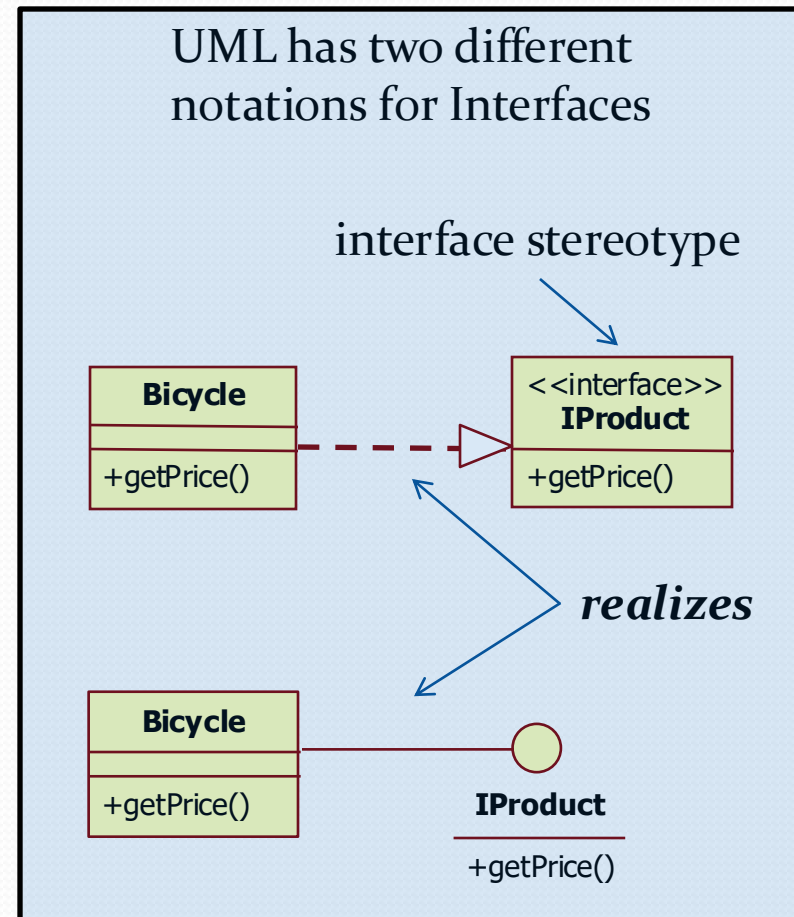 UML has two different
notations for Interfaces
interface stereotype
Bicycle
+getPrice()
<<interface>>
IProduct
+getPrice()
realizes
Bicycle
+getPrice()
IProduct
+getPrice()